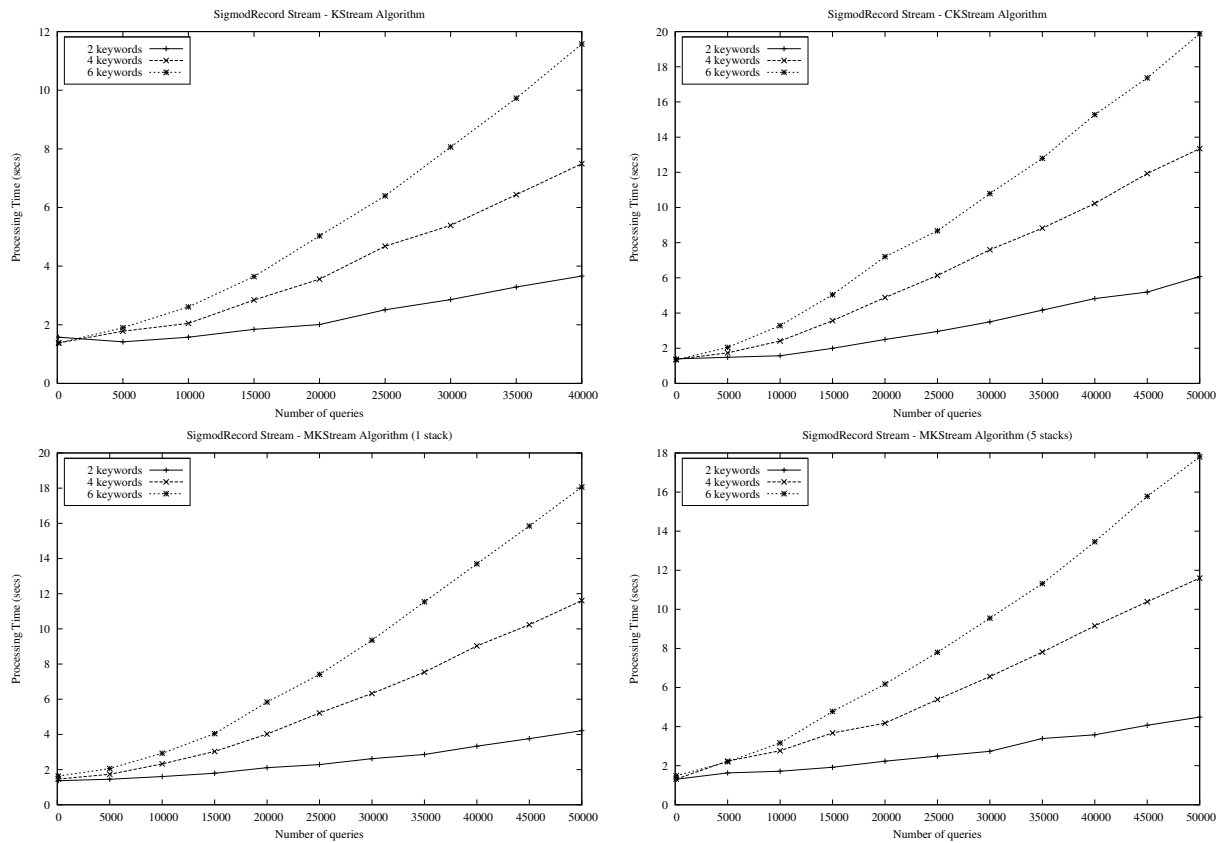 SigmodRecord Stream - KStream Algorithm
12
10
8
6
4
2
0
Processing Time (secs)
2 keywords
4 keywords
6 keywords
0 5000 10000 15000 20000 25000 30000 35000 40000
Number of queries
SigmodRecord Stream - CKStream Algorithm
20
18
16
14
12
10
8
6
4
2
0
Processing Time (secs)
2 keywords
4 keywords
6 keywords
0 5000 10000 15000 20000 25000 30000 35000 40000 45000 50000
Number of queries
SigmodRecord Stream - MKStream Algorithm (1 stack)
20
18
16
14
12
10
8
6
4
2
0
Processing Time (secs)
2 keywords
4 keywords
6 keywords
0 5000 10000 15000 20000 25000 30000 35000 40000 45000 50000
Number of queries
SigmodRecord Stream - MKStream Algorithm (5 stacks)
18
16
14
12
10
8
6
4
2
0
Processing Time (secs)
2 keywords
4 keywords
6 keywords
0 5000 10000 15000 20000 25000 30000 35000 40000 45000 50000
Number of queries